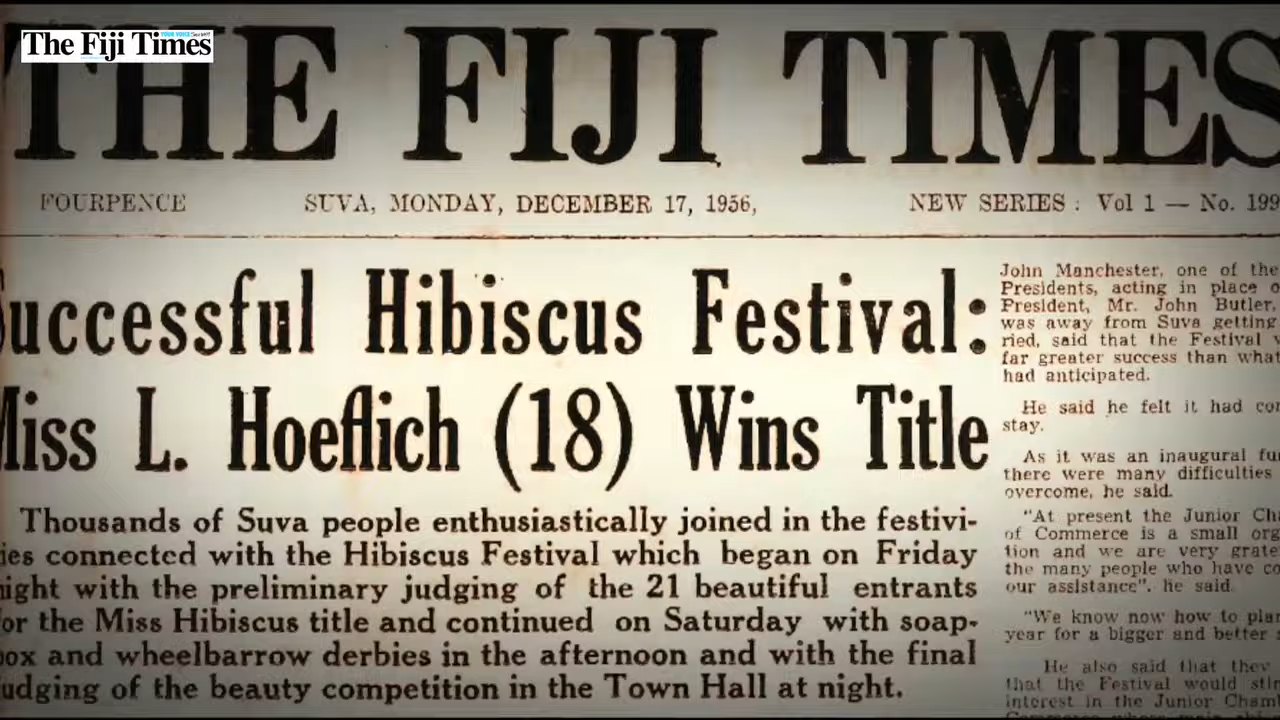 The Fiji Times
THE FIJI TIMES
FOURPENCE SUVA, MONDAY, DECEMBER 17, 1956, NEW SERIES : Vol 1 — No. 199
Successful Hibiscus Festival:
Miss L. Hoeflich (18) Wins Title
Thousands of Suva people enthusiastically joined in the festivi-
ies connected with the Hibiscus Festival which began on Friday
ight with the preliminary judging of the 21 beautiful entrants
or the Miss Hibiscus title and continued on Saturday with soap-
ox and wheelbarrow derbies in the afternoon and with the final
udging of the beauty competition in the Town Hall at night.
John Manchester, one of the
Presidents, acting in place o
President, Mr. John Butler,
was away from Suva getting
ried, said that the Festival
far greater success than what
had anticipated.
He said he felt it had
stay.
As it was an inaugural
there were many difficulties
overcome, he said.
"At present the Junior
of Commerce is a small
tion and we are very
the many people who have
our assistance". he said.
"We know now how to
year for a bigger and better
He also said that they
that the Festival would
interest in the Junior